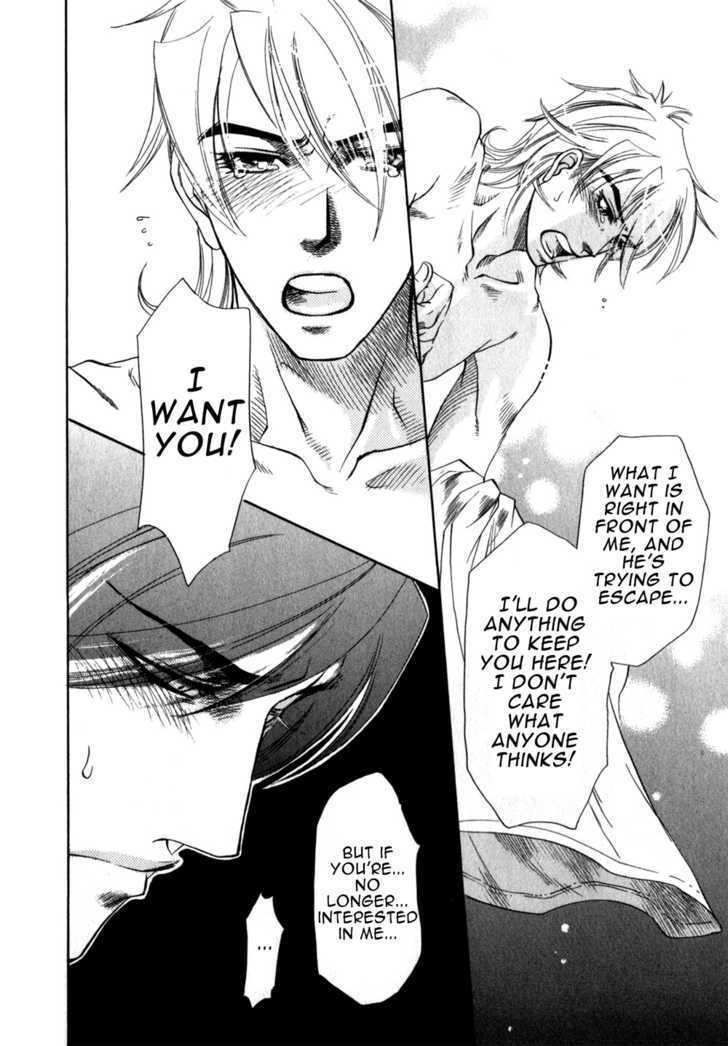 WHAT I
WANT IS
RIGHT IN
FRONT OF
ME, AND
HE'S
TRYING TO
ESCAPE...
I'LL DO
ANYTHING
TO KEEP
YOU HERE!
I DON'T
CARE
WHAT
ANYONE
THINKS!
I
WANT
YOU!
BUT IF
YOU'RE...
NO
LONGER...
INTERESTED
IN ME...
...